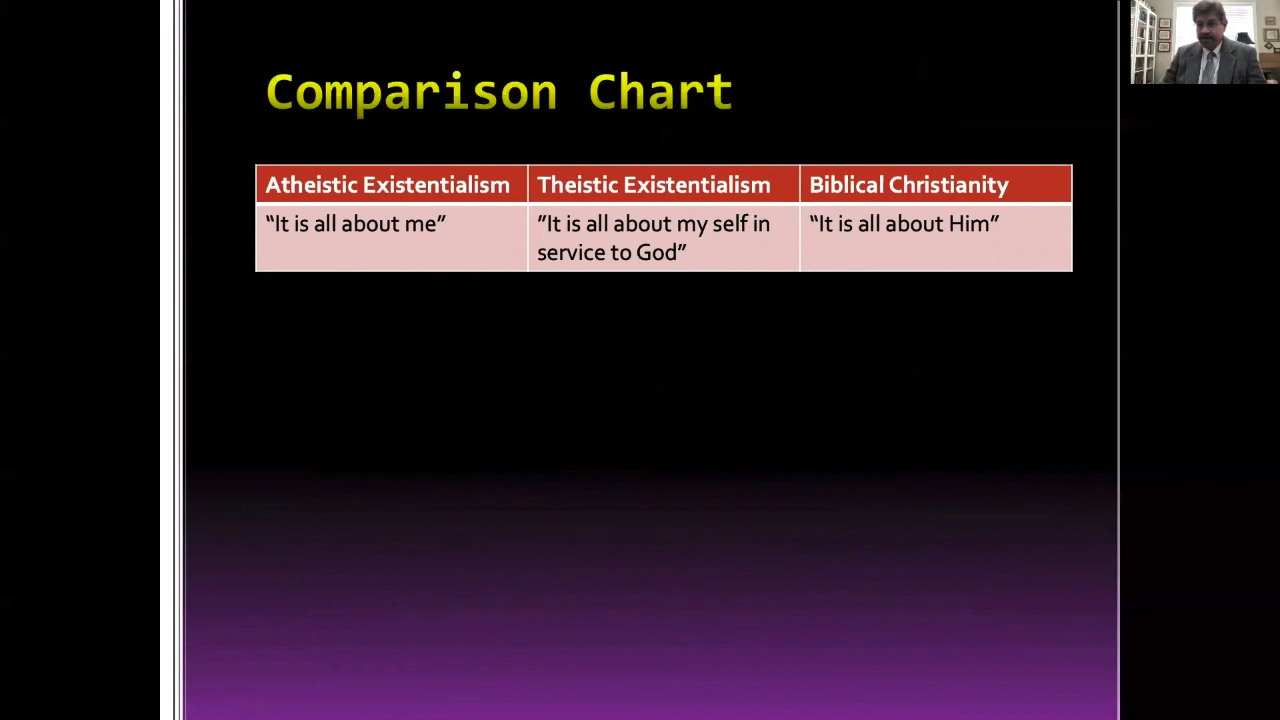 Comparison Chart
Atheistic Existentialism
Theistic Existentialism
Biblical Christianity
“It is all about me”
”It is all about my self in
service to God”
“It is all about Him”